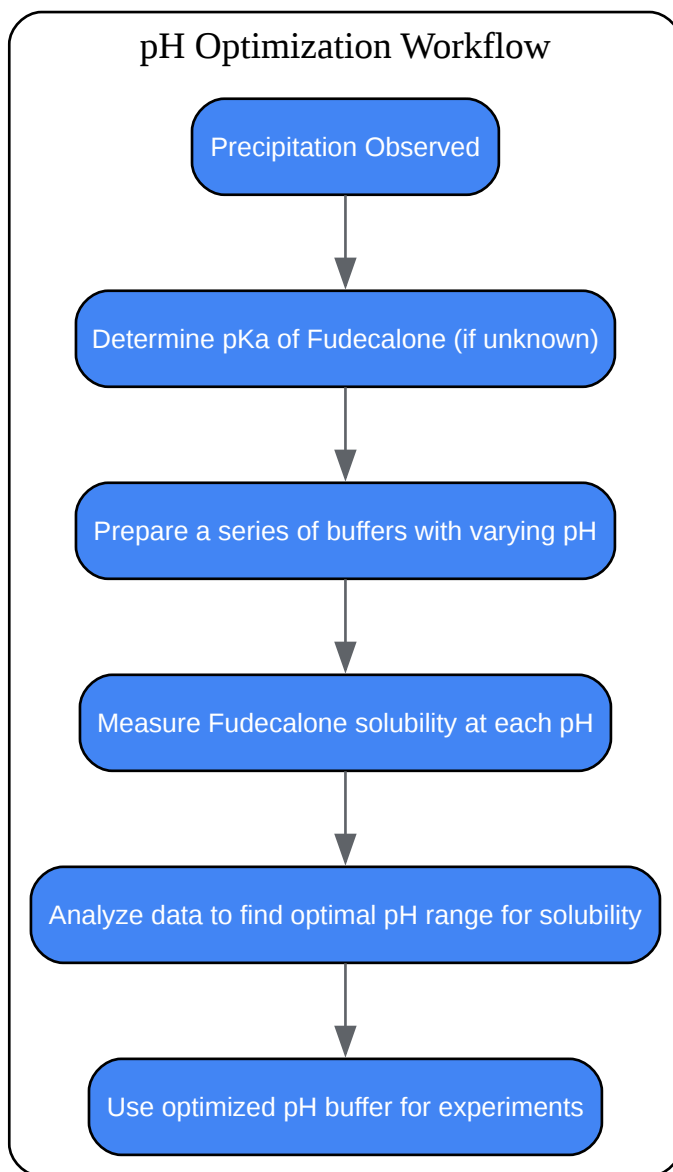 pH Optimization Workflow
Precipitation Observed
Determine pKa of Fudecalone (if unknown)
Prepare a series of buffers with varying pH
Measure Fudecalone solubility at each pH
Analyze data to find optimal pH range for solubility
Use optimized pH buffer for experiments